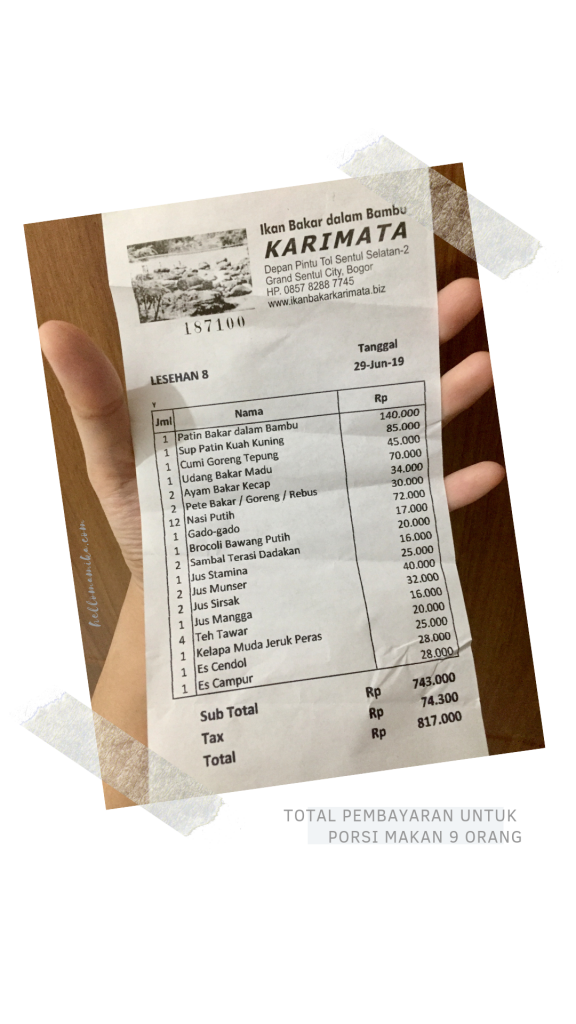 Ikan Bakar dalam Bambu
KARIMATA
Depan Pintu Tol Sentul Selatan-2
Grand Sentul City, Bogor
HP. 0857 8288 7745
www.ikanbakarkarimata.biz
187100
Tanggal
LESEHAN 8 29-Jun-19
Y
Jml Nama Rp
1 Patin Bakar dalam Bambu 140.000
1 Sup Patin Kuah Kuning 85.000
1 Cumi Goreng Tepung 45.000
1 Udang Bakar Madu 70.000
2 Ayam Bakar Kecap 34.000
2 Pete Bakar / Goreng / Rebus 30.000
12 Nasi Putih 72.000
1 Gado-gado 17.000
1 Brocoli Bawang Putih 20.000
2 Sambal Terasi Dadakan 16.000
1 Jus Stamina 25.000
2 Jus Munser 40.000
2 Jus Sirsak 32.000
1 Jus Mangga 16.000
4 Teh Tawar 20.000
1 Kelapa Muda Jeruk Peras 25.000
1 Es Cendol 28.000
1 Es Campur 28.000
Sub Total Rp 743.000
Tax Rp 74.300
Total Rp 817.000
hellomamika.com
TOTAL PEMBAYARAN UNTUK
PORSI MAKAN 9 ORANG